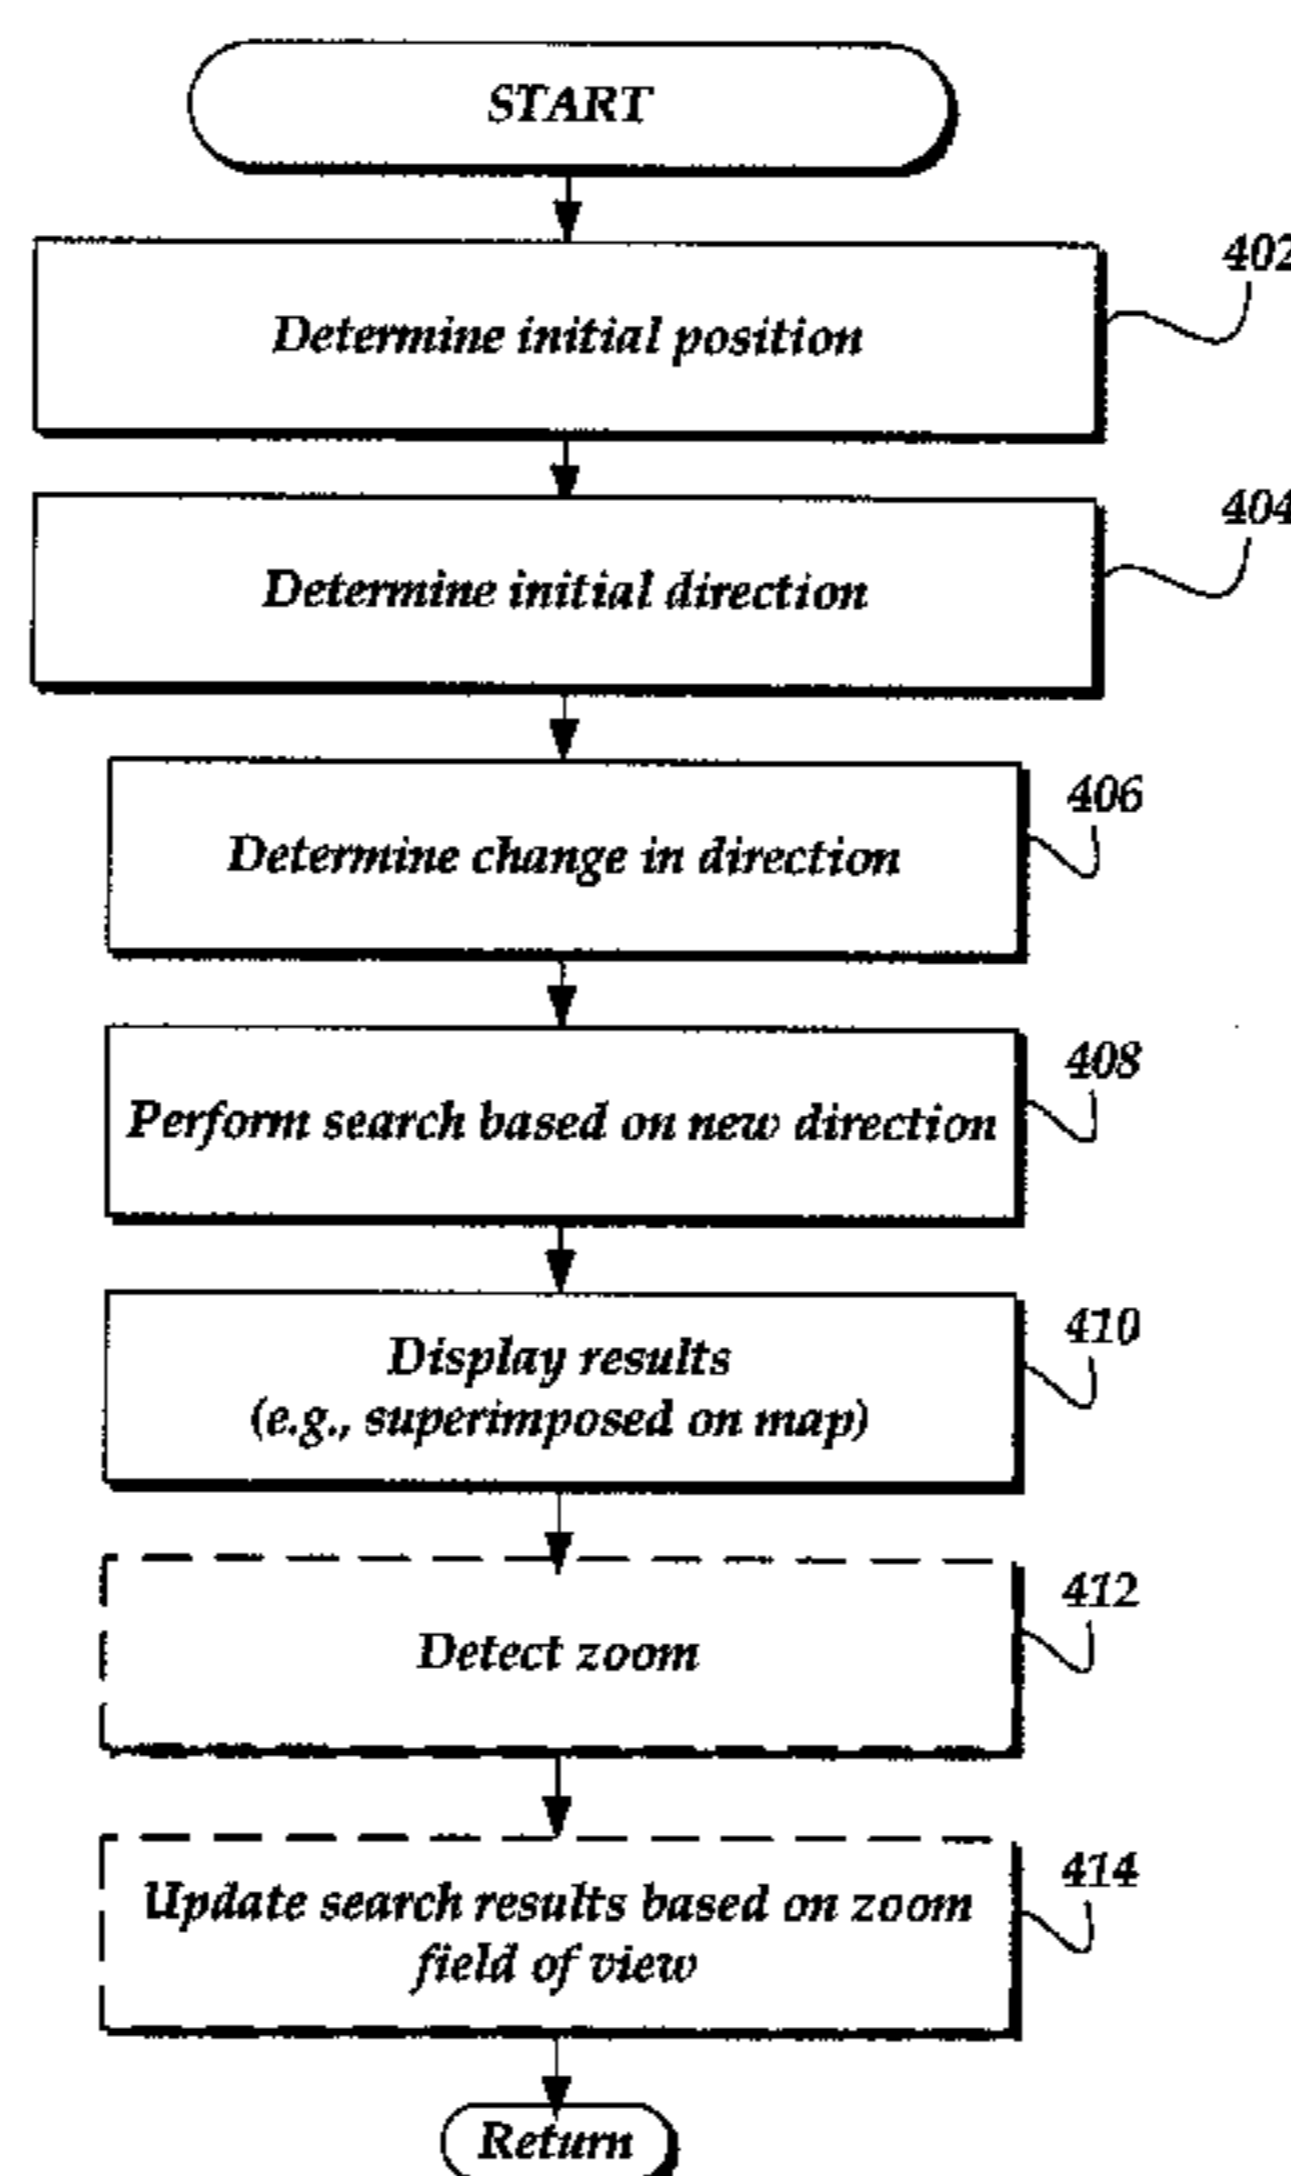 START
402
Determine initial position
404
Determine initial direction
406
Determine change in direction
408
Perform search based on new direction
410
Display results
(e.g., superimposed on map)
412
Detect zoom
414
Update search results based on zoom
field of view
Return